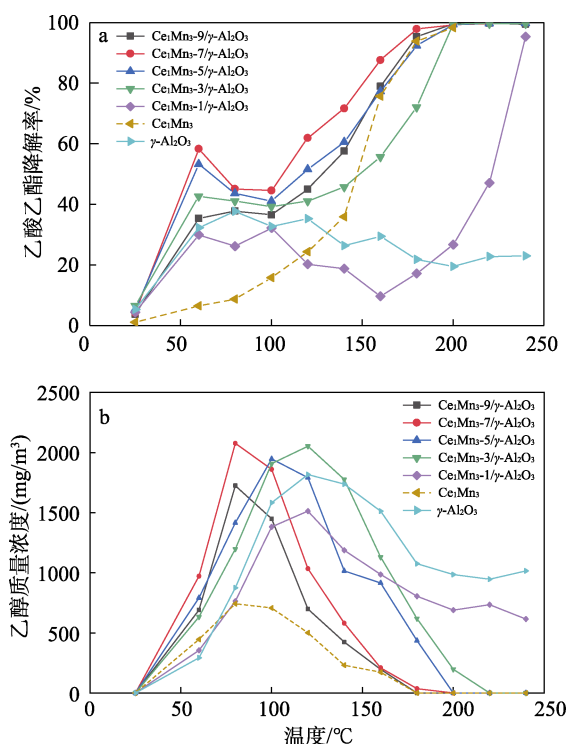 a
Ce₁Mn₃-9/γ-Al₂O₃
Ce₁Mn₃-7/γ-Al₂O₃
Ce₁Mn₃-5/γ-Al₂O₃
Ce₁Mn₃-3/γ-Al₂O₃
Ce₁Mn₃-1/γ-Al₂O₃
Ce₁Mn₃
γ-Al₂O₃
乙酸乙酯降解率/%
100
80
60
40
20
0
0 50 100 150 200 250
b
Ce₁Mn₃-9/γ-Al₂O₃
Ce₁Mn₃-7/γ-Al₂O₃
Ce₁Mn₃-5/γ-Al₂O₃
Ce₁Mn₃-3/γ-Al₂O₃
Ce₁Mn₃-1/γ-Al₂O₃
Ce₁Mn₃
γ-Al₂O₃
乙醇质量浓度/(mg/m³)
2500
2000
1500
1000
500
0
0 50 100 150 200 250
温度/℃